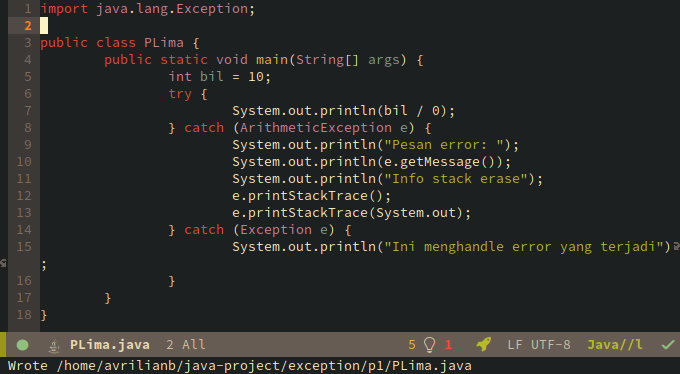 1 import java.lang.Exception;
2
3 public class PLima {
4         public static void main(String[] args) {
5                 int bil = 10;
6                 try {
7                         System.out.println(bil / 0);
8                 } catch (ArithmeticException e) {
9                         System.out.println("Pesan error: ");
10                         System.out.println(e.getMessage());
11                         System.out.println("Info stack erase");
12                         e.printStackTrace();
13                         e.printStackTrace(System.out);
14                 } catch (Exception e) {
15                         System.out.println("Ini menghandle error yang terjadi")
;
16                 }
17         }
18 }
PLima.java 2 All 5 1 LF UTF-8 Java//l
Wrote /home/avrilianb/java-project/exception/p1/PLima.java